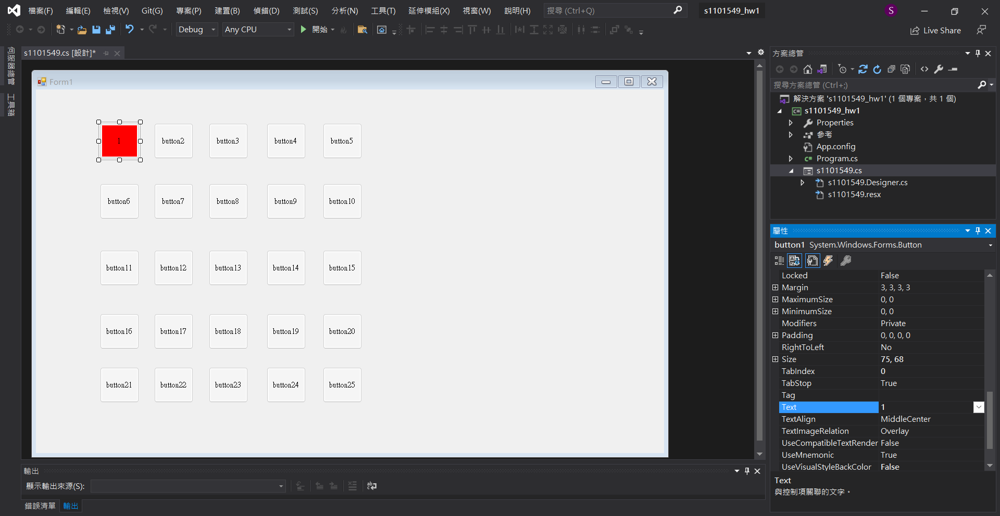 檔案(F) 編輯(E) 檢視(V) Git(G) 專案(P) 建置(B) 偵錯(D) 測試(S) 分析(N) 工具(T) 延伸模組(X) 視窗(W) 說明(H) 搜尋 (Ctrl+Q) s1101549_hw1 S
Debug Any CPU 開始 Live Share
伺服器總管
工具箱
s1101549.cs [設計]*
Form1
1 button2 button3 button4 button5
button6 button7 button8 button9 button10
button11 button12 button13 button14 button15
button16 button17 button18 button19 button20
button21 button22 button23 button24 button25
輸出
顯示輸出來源(S):
錯誤清單 輸出
方案總管
搜尋方案總管 (Ctrl+;)
解決方案 's1101549_hw1' (1 個專案，共 1 個)
C# s1101549_hw1
Properties
參考
App.config
C# Program.cs
s1101549.cs
s1101549.Designer.cs
s1101549.resx
屬性
button1 System.Windows.Forms.Button
Locked False
Margin 3, 3, 3, 3
MaximumSize 0, 0
MinimumSize 0, 0
Modifiers Private
Padding 0, 0, 0, 0
RightToLeft No
Size 75, 68
TabIndex 0
TabStop True
Tag
Text 1
TextAlign MiddleCenter
TextImageRelation Overlay
UseCompatibleTextRender False
UseMnemonic True
UseVisualStyleBackColor False
Text
與控制項關聯的文字。